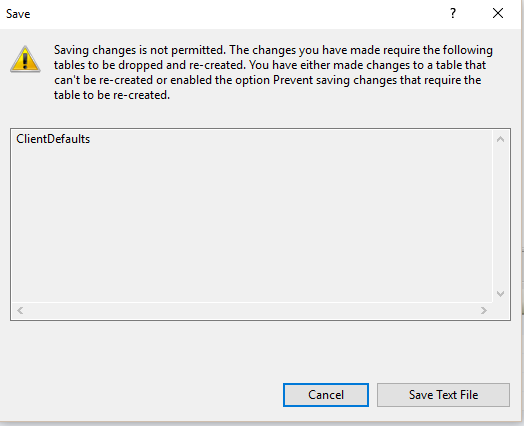 Save
?
Saving changes is not permitted. The changes you have made require the following
tables to be dropped and re-created. You have either made changes to a table that
can't be re-created or enabled the option Prevent saving changes that require the
table to be re-created.
ClientDefaults
Cancel
Save Text File